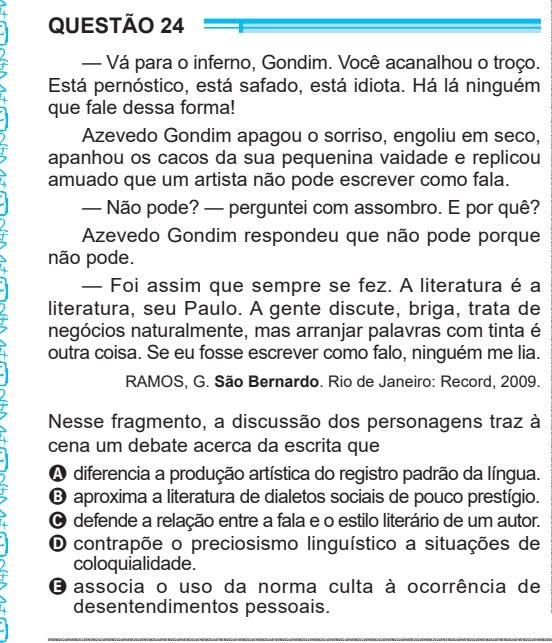 QUESTÃO 24
— Vá para o inferno, Gondim. Você acanalhou o troço.
Está pernóstico, está safado, está idiota. Há lá ninguém
que fale dessa forma!
Azevedo Gondim apagou o sorriso, engoliu em seco,
apanhou os cacos da sua pequenina vaidade e replicou
amuado que um artista não pode escrever como fala.
— Não pode? — perguntei com assombro. E por quê?
Azevedo Gondim respondeu que não pode porque
não pode.
— Foi assim que sempre se fez. A literatura é a
literatura, seu Paulo. A gente discute, briga, trata de
negócios naturalmente, mas arranjar palavras com tinta é
outra coisa. Se eu fosse escrever como falo, ninguém me lia.
RAMOS, G. São Bernardo. Rio de Janeiro: Record, 2009.
Nesse fragmento, a discussão dos personagens traz à
cena um debate acerca da escrita que
A diferencia a produção artística do registro padrão da língua.
B aproxima a literatura de dialetos sociais de pouco prestígio.
C defende a relação entre a fala e o estilo literário de um autor.
D contrapõe o preciosismo linguístico a situações de
coloquialidade.
E associa o uso da norma culta à ocorrência de
desentendimentos pessoais.